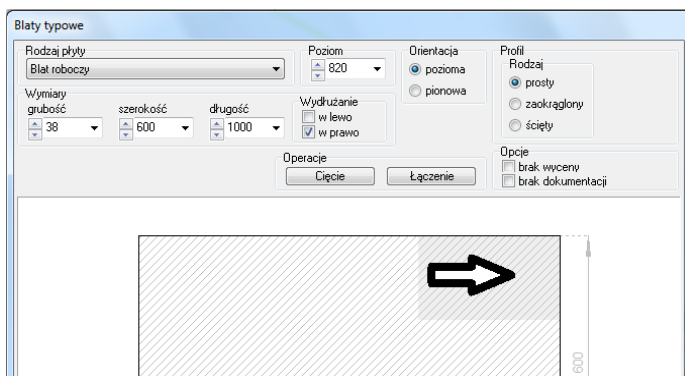 Blaty typowe
Rodzaj płyty
Blat roboczy
Poziom
820
Orientacja
pozioma
pionowa
Profil
Rodzaj
prosty
zaokrąglony
ścięty
Wymiary
grubość szerokość długość
38 600 1000
Wydłużanie
w lewo
w prawo
Operacje
Cięcie Łączenie
Opcje
brak wyceny
brak dokumentacji
600